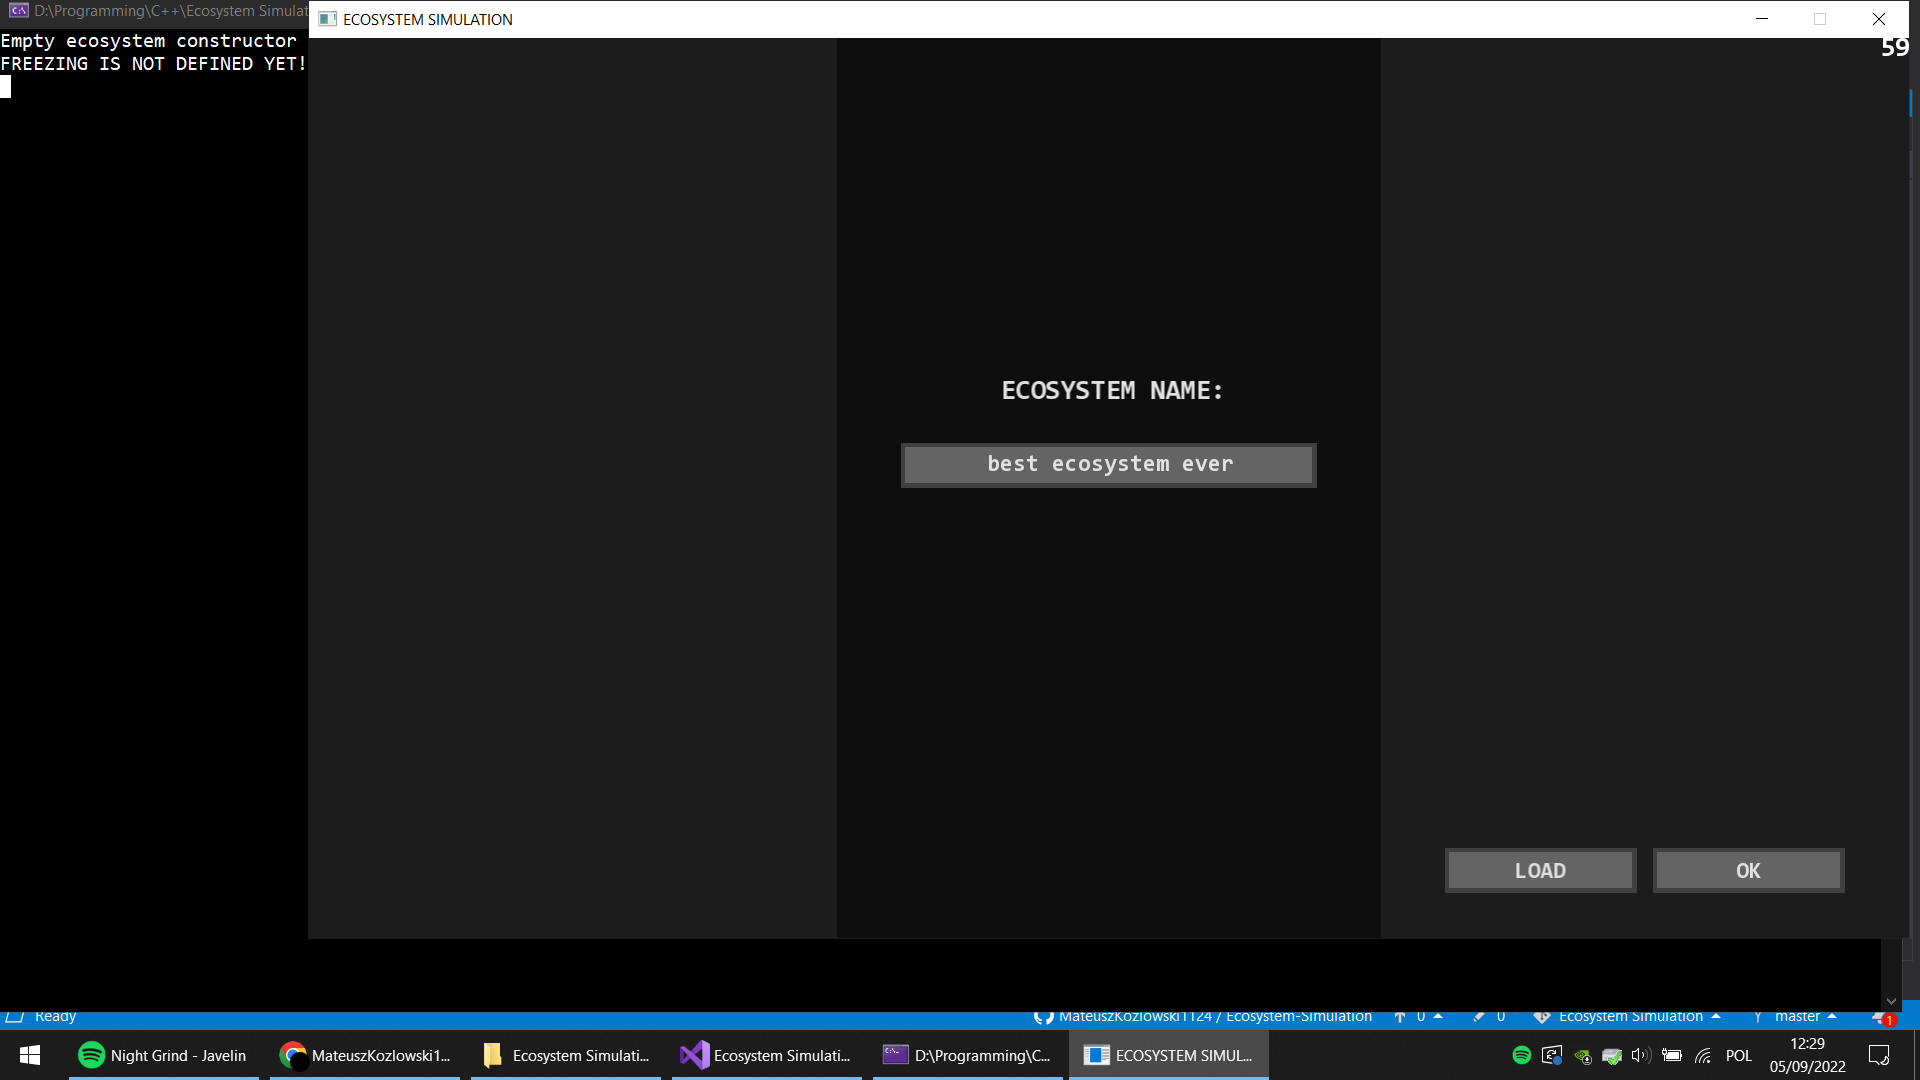 D:\Programming\C++\Ecosystem Simulat
ECOSYSTEM SIMULATION
Empty ecosystem constructor
FREEZING IS NOT DEFINED YET!
59
ECOSYSTEM NAME:
best ecosystem ever
LOAD
OK
Ready
MateuszKozlowski1124 / Ecosystem-Simulation
0
0
Ecosystem Simulation
master
1
Night Grind - Javelin
MateuszKozlowski1...
Ecosystem Simulati...
Ecosystem Simulati...
D:\Programming\C...
ECOSYSTEM SIMUL...
POL
12:29
05/09/2022